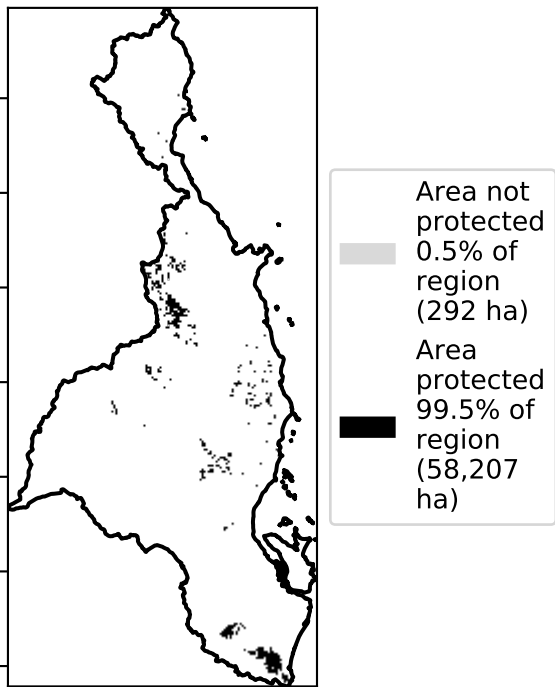 Area not
protected
0.5% of
region
(292 ha)
Area
protected
99.5% of
region
(58,207
ha)